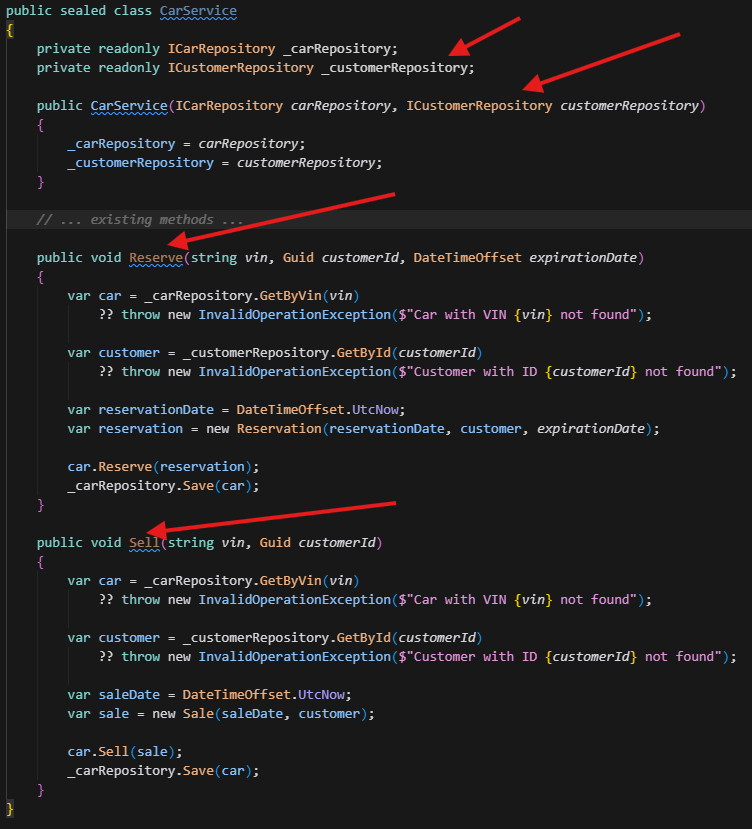 public sealed class CarService
{
private readonly ICarRepository _carRepository;
private readonly ICustomerRepository _customerRepository;
public CarService(ICarRepository carRepository, ICustomerRepository customerRepository)
{
_carRepository = carRepository;
_customerRepository = customerRepository;
}
// ... existing methods ...
public void Reserve(string vin, Guid customerId, DateTimeOffset expirationDate)
{
var car = _carRepository.GetByVin(vin)
?? throw new InvalidOperationException($"Car with VIN {vin} not found");
var customer = _customerRepository.GetById(customerId)
?? throw new InvalidOperationException($"Customer with ID {customerId} not found");
var reservationDate = DateTimeOffset.UtcNow;
var reservation = new Reservation(reservationDate, customer, expirationDate);
car.Reserve(reservation);
_carRepository.Save(car);
}
public void Sell(string vin, Guid customerId)
{
var car = _carRepository.GetByVin(vin)
?? throw new InvalidOperationException($"Car with VIN {vin} not found");
var customer = _customerRepository.GetById(customerId)
?? throw new InvalidOperationException($"Customer with ID {customerId} not found");
var saleDate = DateTimeOffset.UtcNow;
var sale = new Sale(saleDate, customer);
car.Sell(sale);
_carRepository.Save(car);
}
}